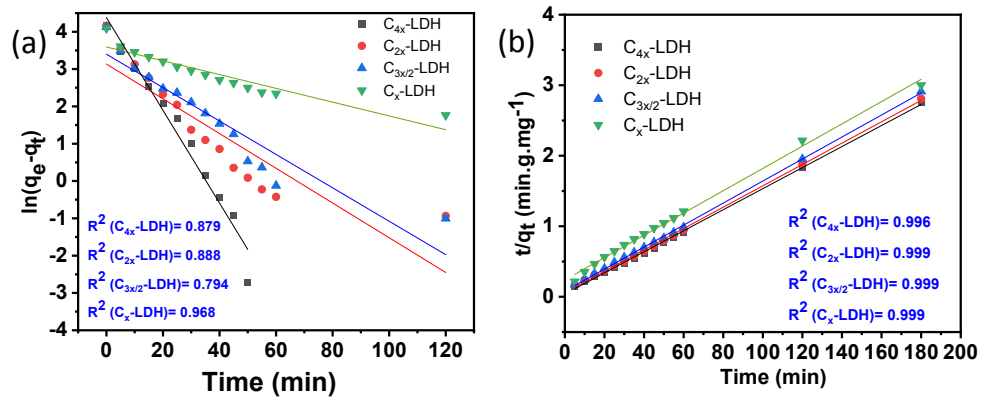 (a)
C4x-LDH
C2x-LDH
C3x/2-LDH
Cx-LDH
ln(qe-qt)
5
4
3
2
1
0
-1
-2
-3
-4
R2 (C4x-LDH)= 0.879
R2 (C2x-LDH)= 0.888
R2 (C3x/2-LDH)= 0.794
R2 (Cx-LDH)= 0.968
0 20 40 60 80 100 120 140
Time (min)
(b)
C4x-LDH
C2x-LDH
C3x/2-LDH
Cx-LDH
t/qt (min.g.mg-1)
4
3
2
1
0
R2 (C4x-LDH)= 0.996
R2 (C2x-LDH)= 0.999
R2 (C3x/2-LDH)= 0.999
R2 (Cx-LDH)= 0.999
0 20 40 60 80 100 120 140 160 180 200
Time (min)